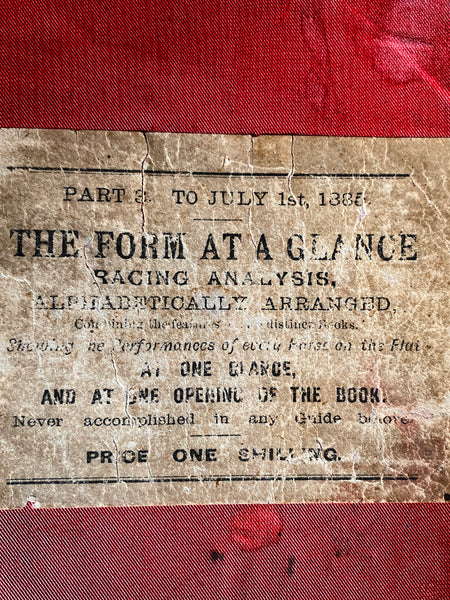 PART 3. TO JULY 1st, 1885.
THE FORM AT A GLANCE
RACING ANALYSIS,
ALPHABETICALLY ARRANGED,
Combining the features distinct Books.
Showing the Performances of every Horse on the Flat
AT ONE GLANCE,
AND AT ONE OPENING OF THE BOOK.
Never accomplished in any Guide before.
PRICE ONE SHILLING.